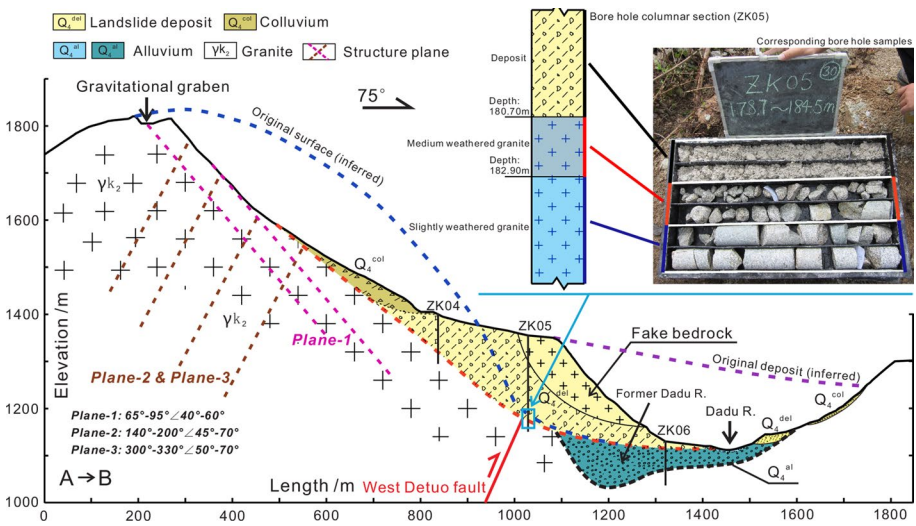 Q₄ᵈᵉˡ Landslide deposit Q₄ᶜᵒˡ Colluvium
Q₄ᵃˡ Q₄ᵃˡ Alluvium γk₂ Granite Structure plane
Bore hole columnar section (ZK05)
Corresponding bore hole samples
Deposit
Depth:
180.70m
Medium weathered granite
Depth:
182.90m
Slightly weathered granite
ZK05 30
178.7~184.5m
Gravitational graben
75°
Original surface (inferred)
γk₂
γk₂
Q₄ᶜᵒˡ
ZK04
ZK05
Plane-1
Plane-2 & Plane-3
Plane-1: 65°-95°∠40°-60°
Plane-2: 140°-200°∠45°-70°
Plane-3: 300°-330°∠50°-70°
Fake bedrock
Original deposit (inferred)
Q₄ᵈᵉˡ
Former Dadu R.
ZK06
Dadu R.
Q₄ᵈᵉˡ
Q₄ᶜᵒˡ
Q₄ᵃˡ
A→B
Length /m
West Detuo fault
Elevation /m
1800
1600
1400
1200
1000
0 200 400 600 800 1000 1200 1400 1600 1800